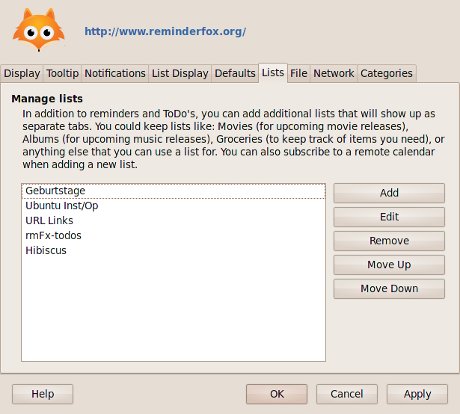 http://www.reminderfox.org/
Display Tooltip Notifications List Display Defaults Lists File Network Categories
Manage lists
In addition to reminders and ToDo's, you can add additional lists that will show up as
separate tabs. You could keep lists like: Movies (for upcoming movie releases),
Albums (for upcoming music releases), Groceries (to keep track of items you need), or
anything else that you can use a list for. You can also subscribe to a remote calendar
when adding a new list.
Geburtstage
Ubuntu Inst/Op
URL Links
rmFx-todos
Hibiscus
Add
Edit
Remove
Move Up
Move Down
Help OK Cancel Apply